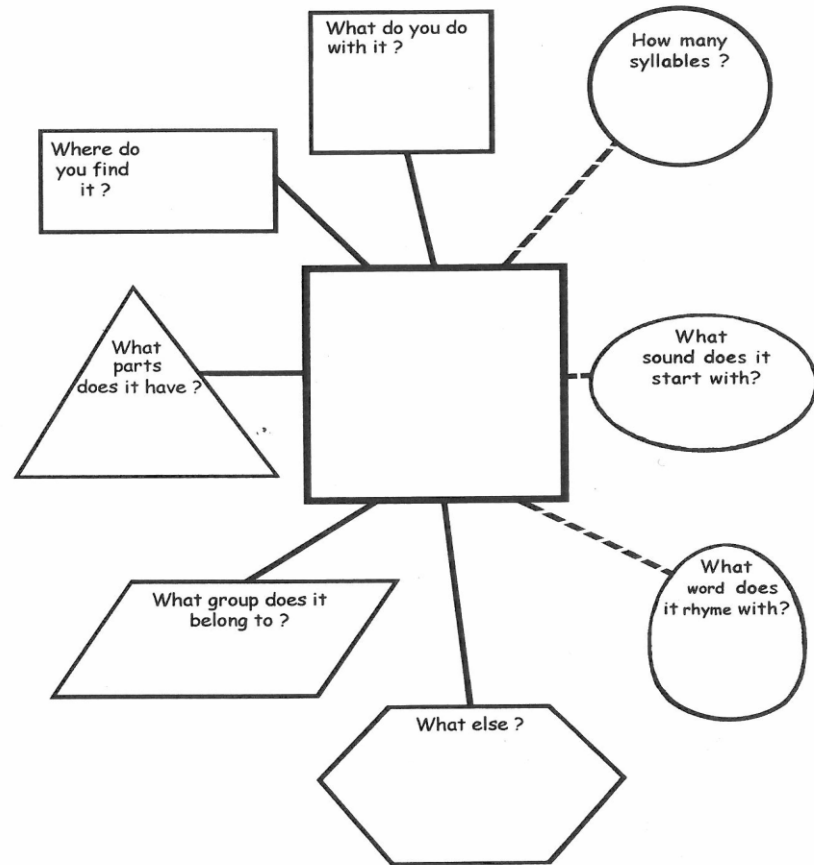 What do you do
with it ?
How many
syllables ?
Where do
you find
it ?
What
parts
does it have ?
What
sound does it
start with?
What group does it
belong to ?
What
word does
it rhyme with?
What else ?